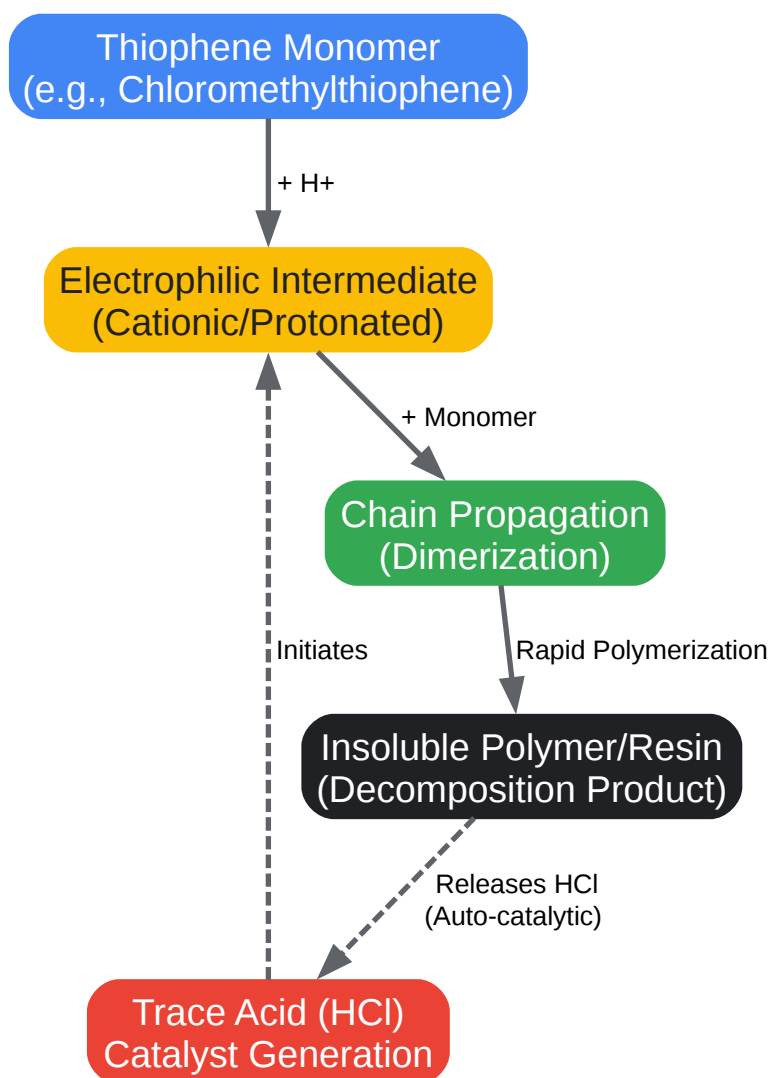 Thiophene Monomer
(e.g., Chloromethylthiophene)
+ H+
Electrophilic Intermediate
(Cationic/Protonated)
+ Monomer
Chain Propagation
(Dimerization)
Initiates
Rapid Polymerization
Insoluble Polymer/Resin
(Decomposition Product)
Releases HCl
(Auto-catalytic)
Trace Acid (HCl)
Catalyst Generation